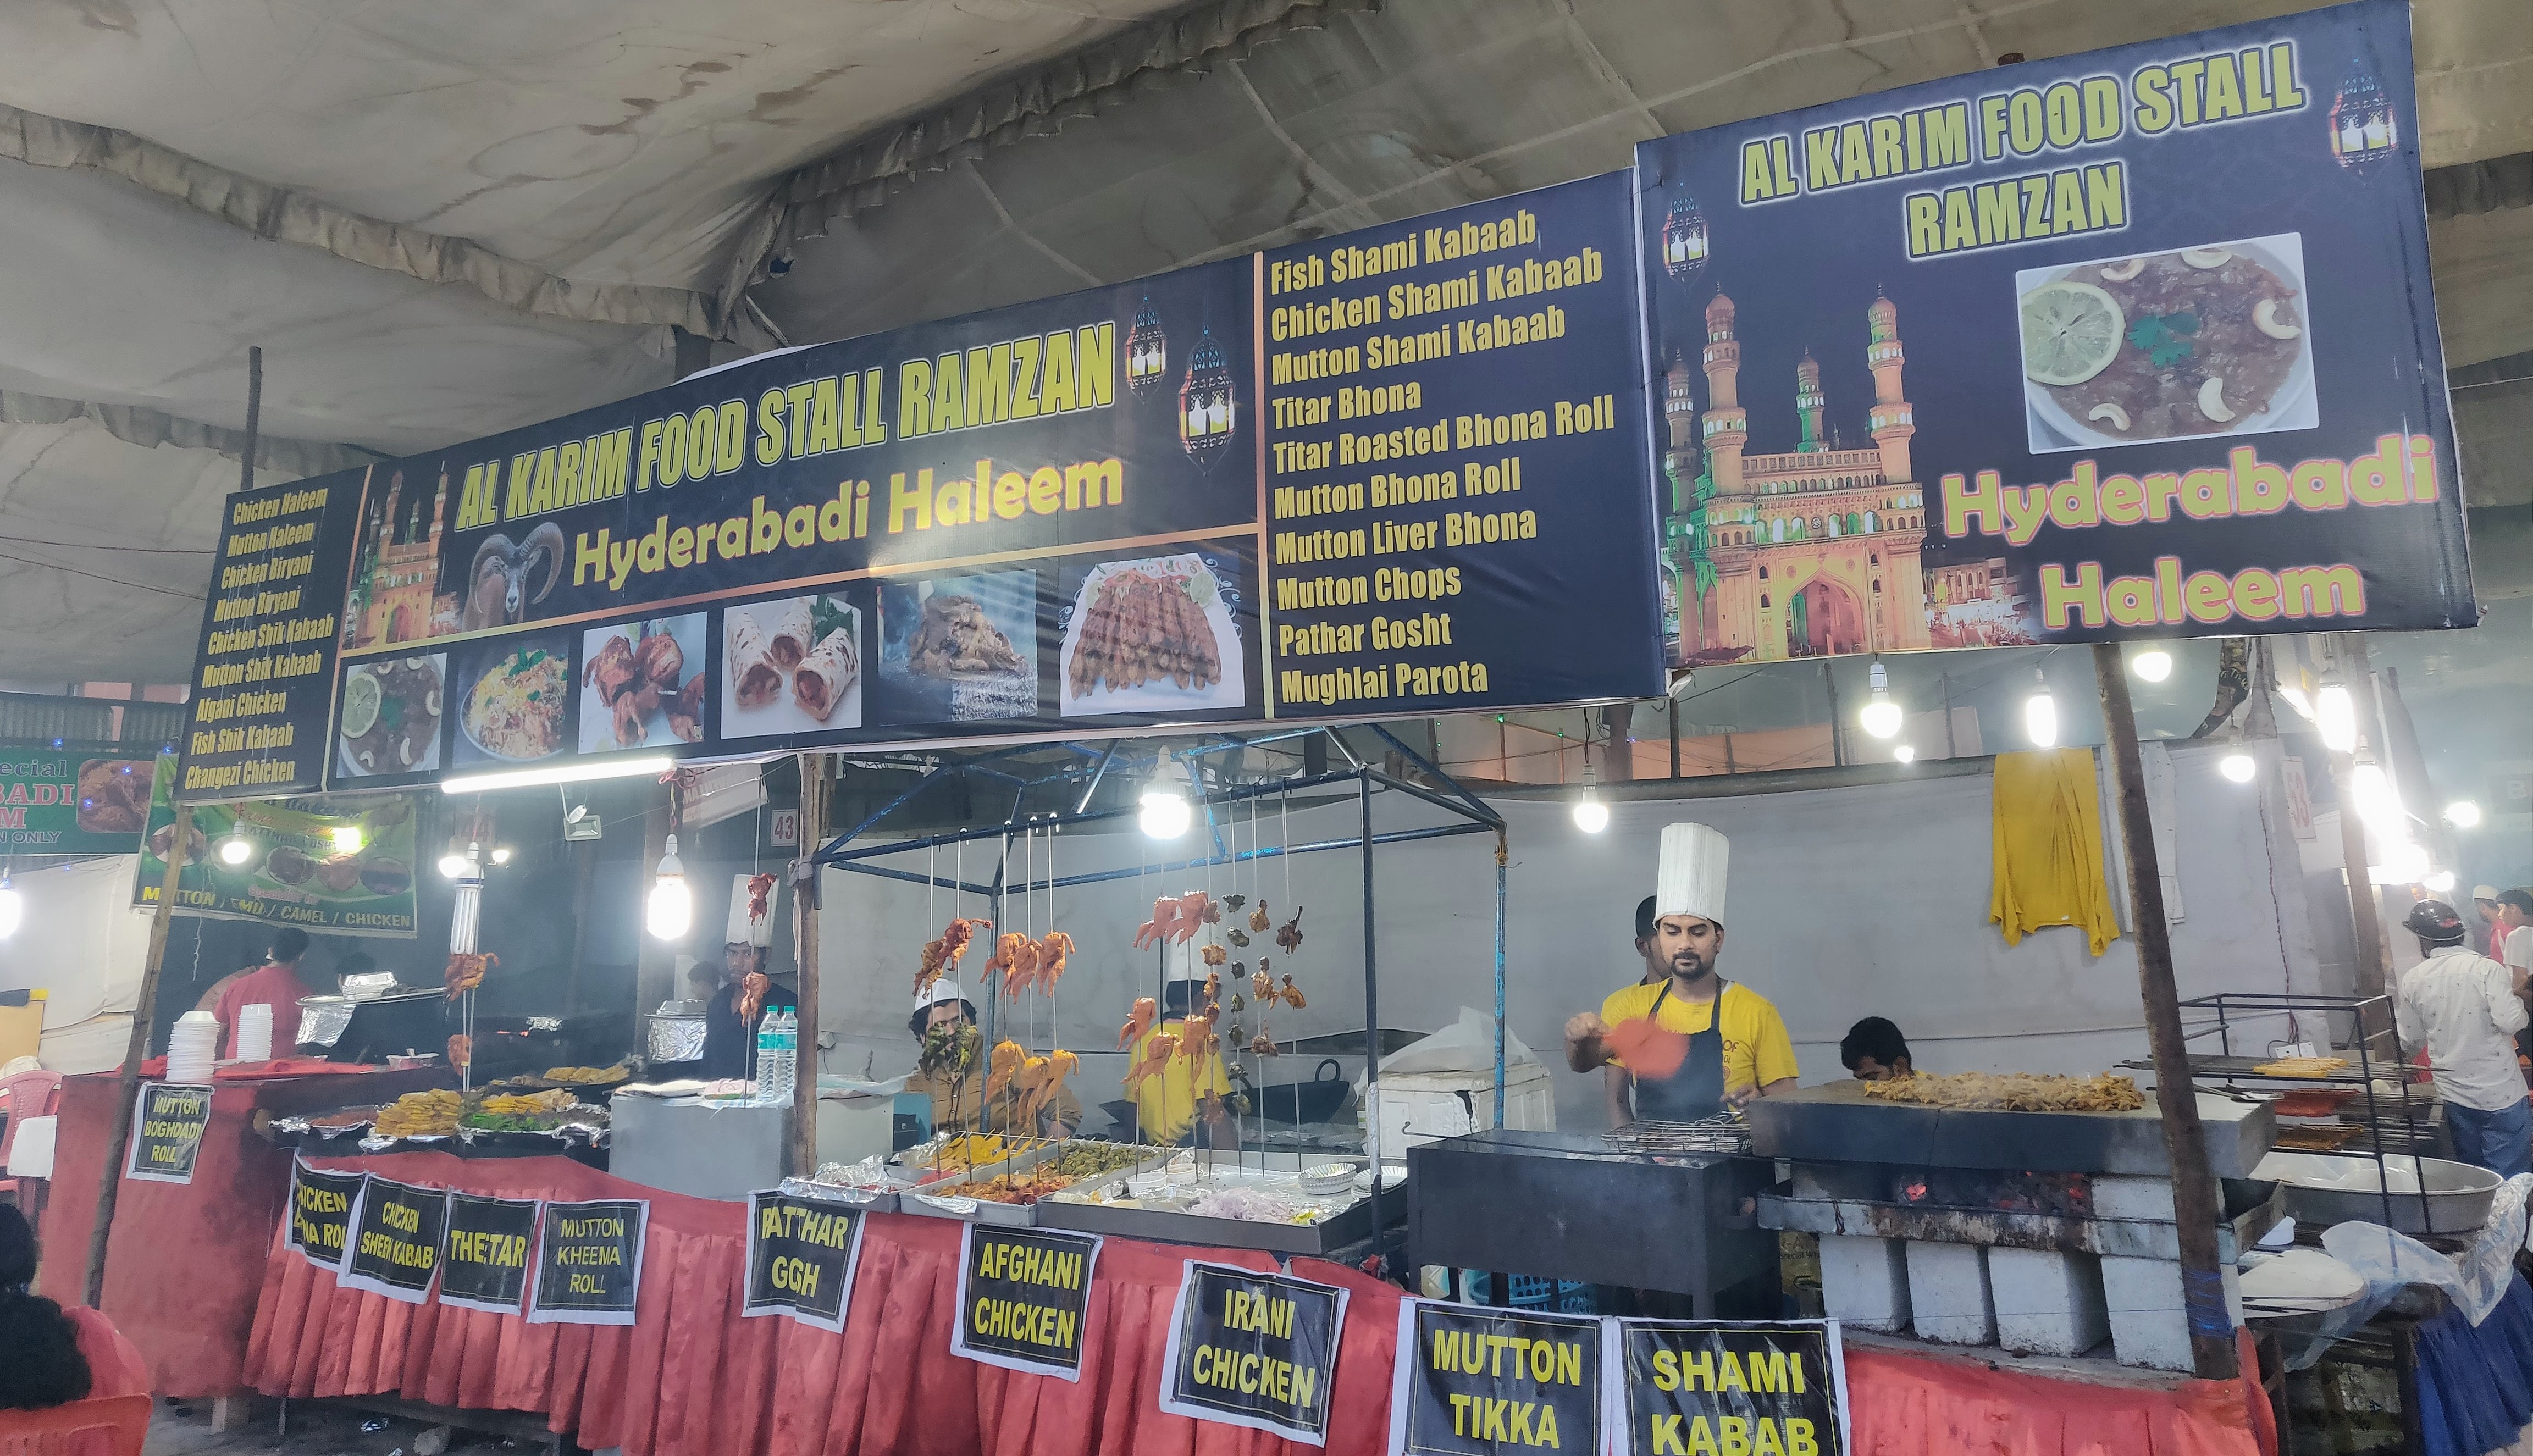 Chicken Haleem
Mutton Haleem
Chicken Biryani
Mutton Biryani
Chicken Shik Kabaab
Mutton Shik Kabaab
Afgani Chicken
Fish Shik Kabaab
Changezi Chicken
AL KARIM FOOD STALL RAMZAN
Hyderabadi Haleem
Fish Shami Kabaab
Chicken Shami Kabaab
Mutton Shami Kabaab
Titar Bhona
Titar Roasted Bhona Roll
Mutton Bhona Roll
Mutton Liver Bhona
Mutton Chops
Pathar Gosht
Mughlai Parota
AL KARIM FOOD STALL
RAMZAN
Hyderabadi
Haleem
ecial
BADI
M
N ONLY
MUTTON / EMU / CAMEL / CHICKEN
43
MUTTON
BOGHDADI
ROLL
CHICKEN
SHEEK KABAB
THETAR
MUTTON
KHEEMA
ROLL
PATTHAR
GGH
AFGHANI
CHICKEN
IRANI
CHICKEN
MUTTON
TIKKA
SHAMI
KABAB